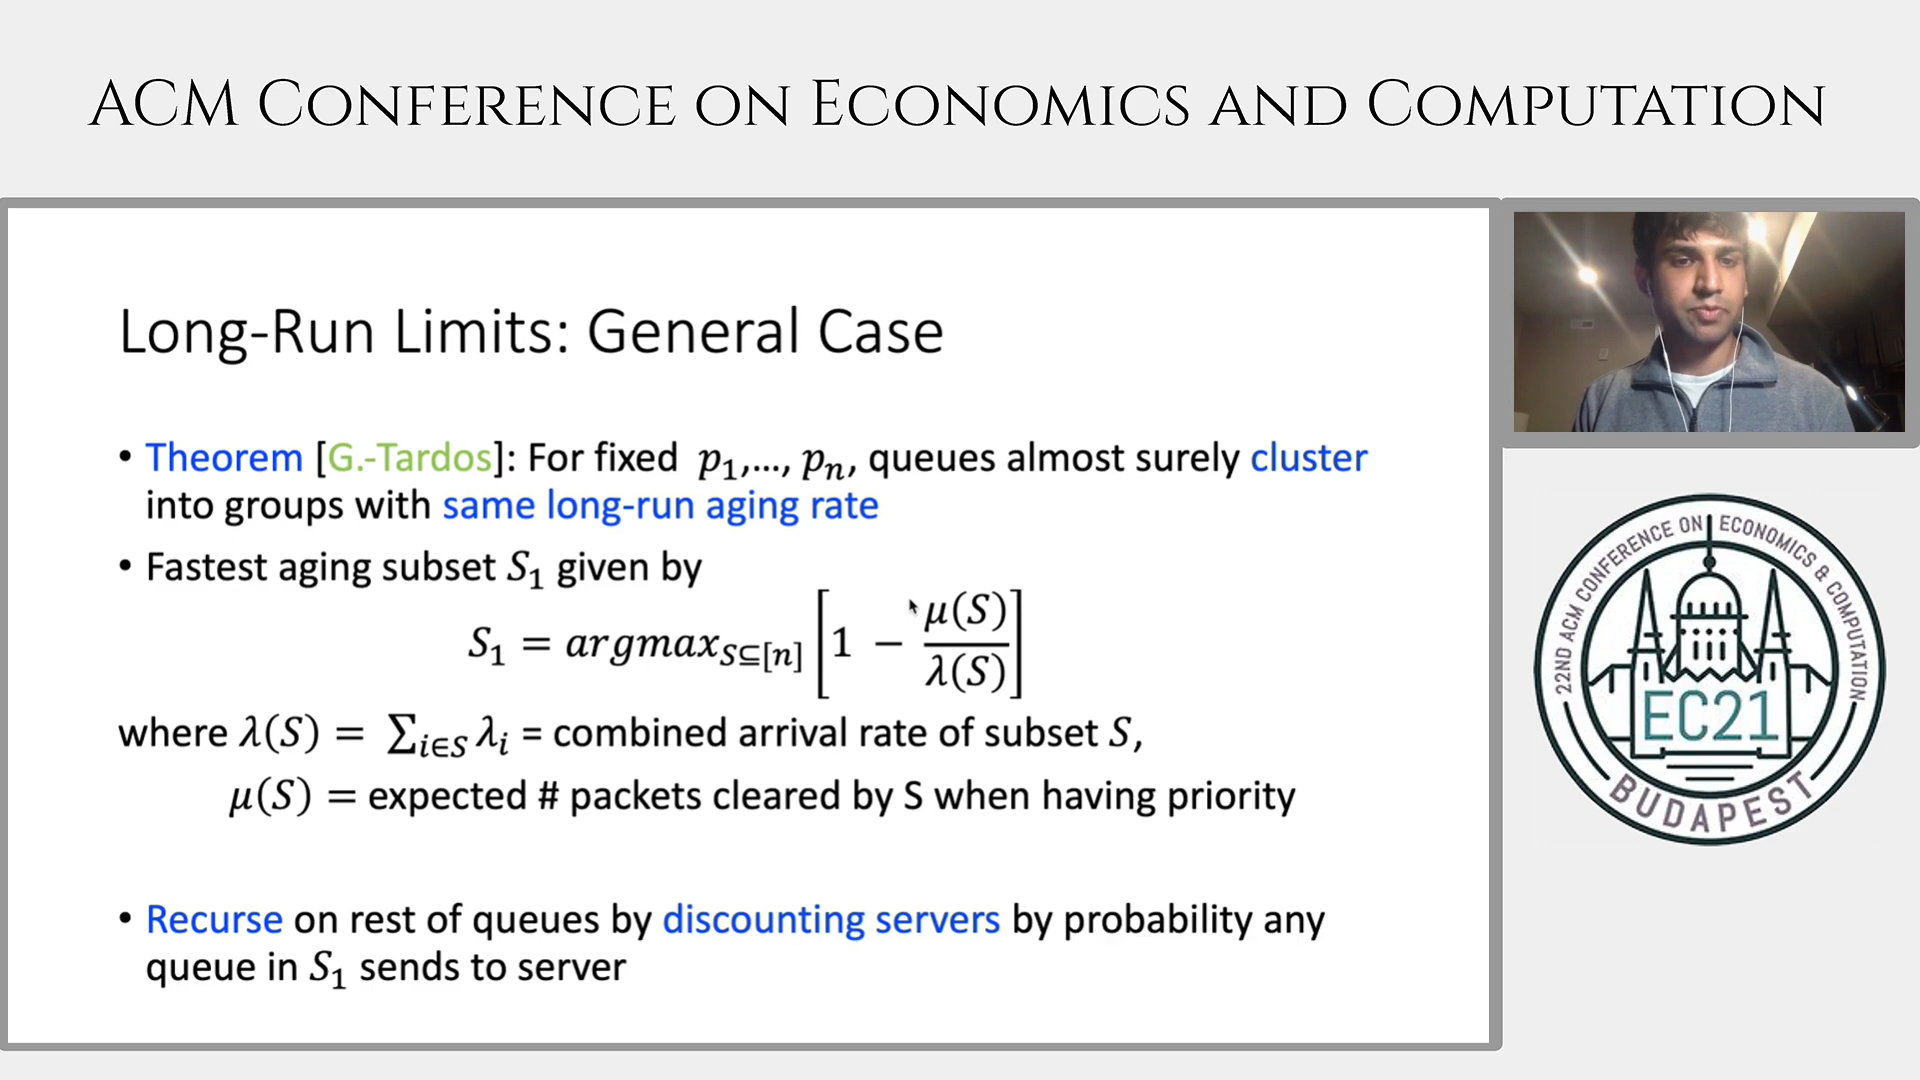 ACM Conference on Economics and Computation
Long-Run Limits: General Case
• Theorem [G.-Tardos]: For fixed p₁,…, pₙ, queues almost surely cluster
into groups with same long-run aging rate
• Fastest aging subset S₁ given by
S₁ = argmax_{S⊆[n]} [1 − μ(S)/λ(S)]
where λ(S) = ∑_{i∈S} λᵢ = combined arrival rate of subset S,
μ(S) = expected # packets cleared by S when having priority
• Recurse on rest of queues by discounting servers by probability any
queue in S₁ sends to server
22ND ACM CONFERENCE ON ECONOMICS & COMPUTATION
EC21
BUDAPEST